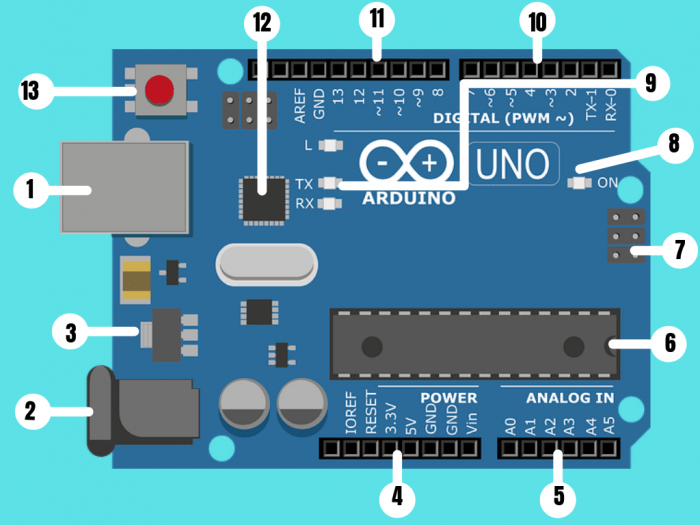 12
11
10
13
9
AREF
GND
13
12
~11
~10
~9
8
7
~6
~5
4
~3
2
TX–1
RX–0
DIGITAL (PWM ~)
L
8
TX
RX
- +
UNO
ON
ARDUINO
1
7
3
6
2
POWER
ANALOG IN
IOREF
RESET
3.3V
5V
GND
GND
Vin
A0
A1
A2
A3
A4
A5
4
5